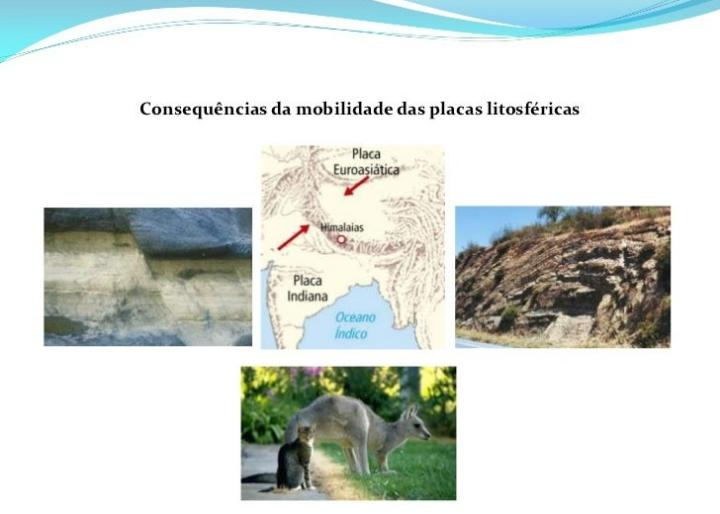 Consequências da mobilidade das placas litosféricas
Placa
Euroasiática
Himalaias
Placa
Indiana
Oceano
Índico